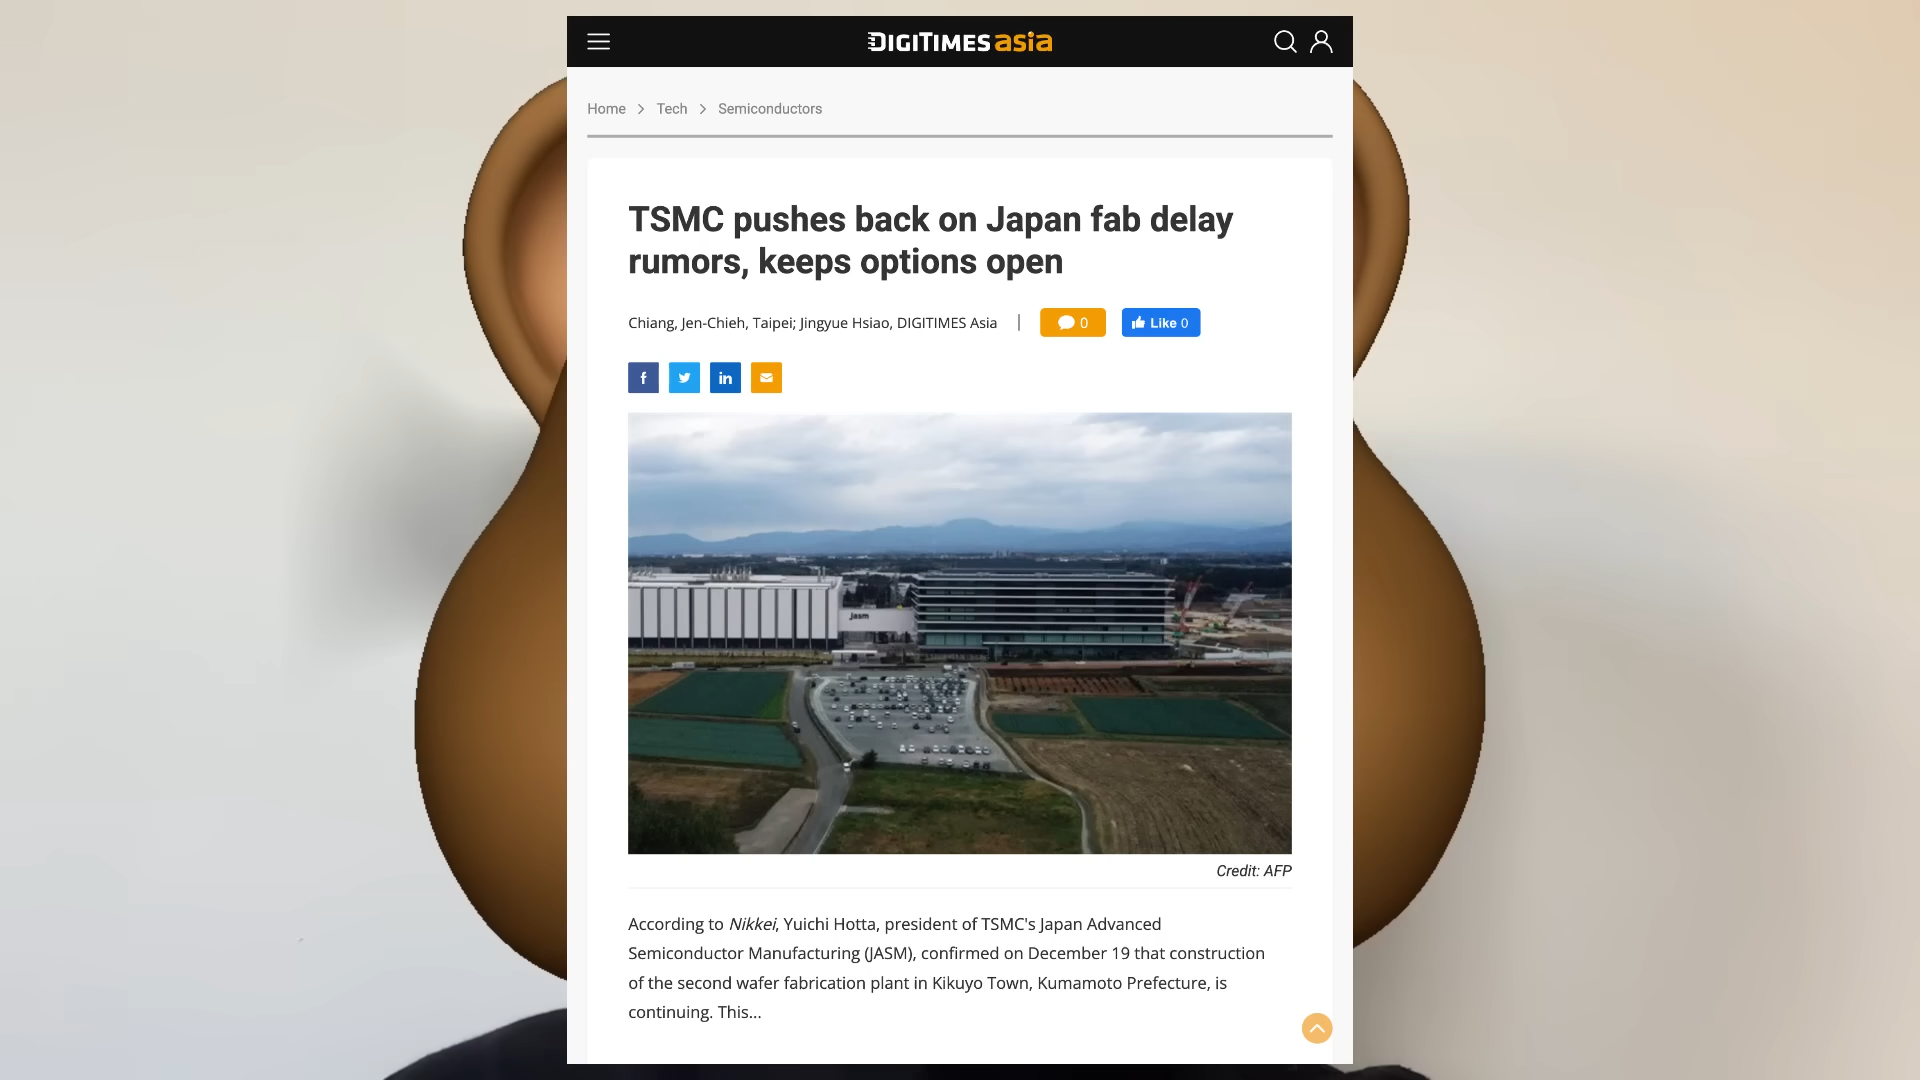 DIGITIMES asia
Home > Tech > Semiconductors
TSMC pushes back on Japan fab delay
rumors, keeps options open
Chiang, Jen-Chieh, Taipei; Jingyue Hsiao, DIGITIMES Asia | 0 Like 0
f in
jasm
Credit: AFP
According to Nikkei, Yuichi Hotta, president of TSMC's Japan Advanced
Semiconductor Manufacturing (JASM), confirmed on December 19 that construction
of the second wafer fabrication plant in Kikuyo Town, Kumamoto Prefecture, is
continuing. This...